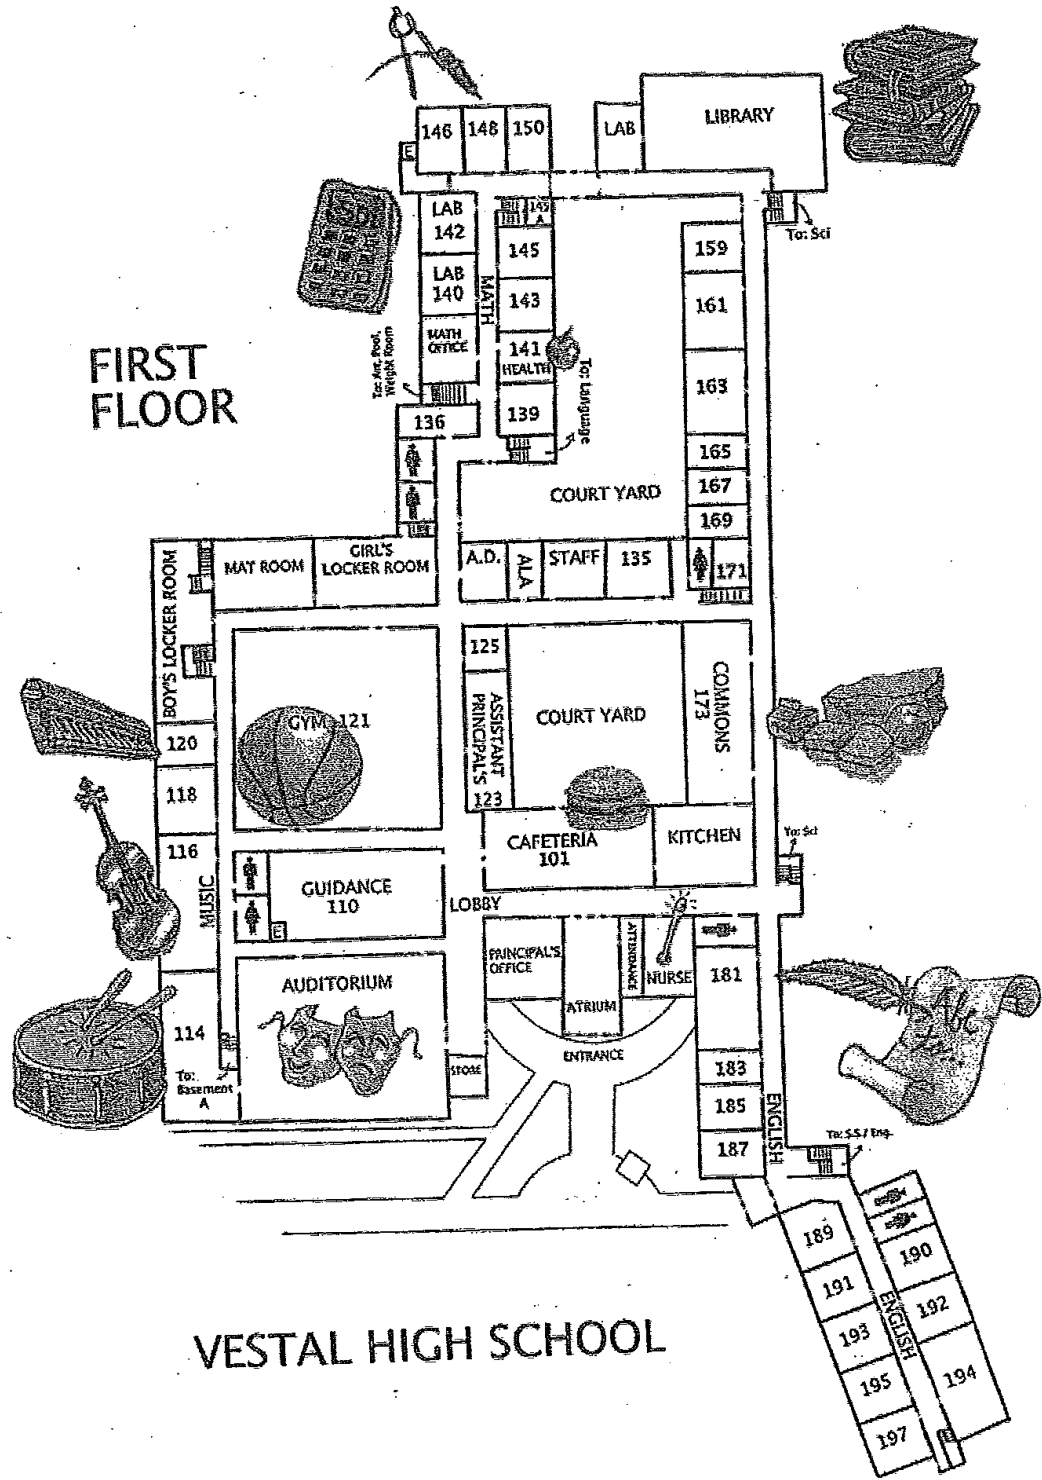 146 148 150
LAB
LIBRARY
E
LAB
142
145
A
To: Sci
145
159
LAB
140
MATH
143
161
MATH
OFFICE
141
HEALTH
To: Language
FIRST
FLOOR
163
136
139
165
COURT YARD
167
169
BOY'S LOCKER ROOM
MAT ROOM
GIRL'S
LOCKER ROOM
A.D.
ALA
STAFF
135
171
125
GYM 121
ASSISTANT
PRINCIPAL'S
123
COURT YARD
COMMONS
173
120
118
116
MUSIC
CAFETERIA
101
KITCHEN
To: Sci
GUIDANCE
110
E
LOBBY
PRINCIPAL'S
OFFICE
ATRIUM
ATTENDANCE
NURSE
181
AUDITORIUM
114
To:
Basement
A
STORE
ENTRANCE
Abc
183
185
187
ENGLISH
To: S.S./ Eng.
189
190
191
192
ENGLISH
193
194
195
197
VESTAL HIGH SCHOOL